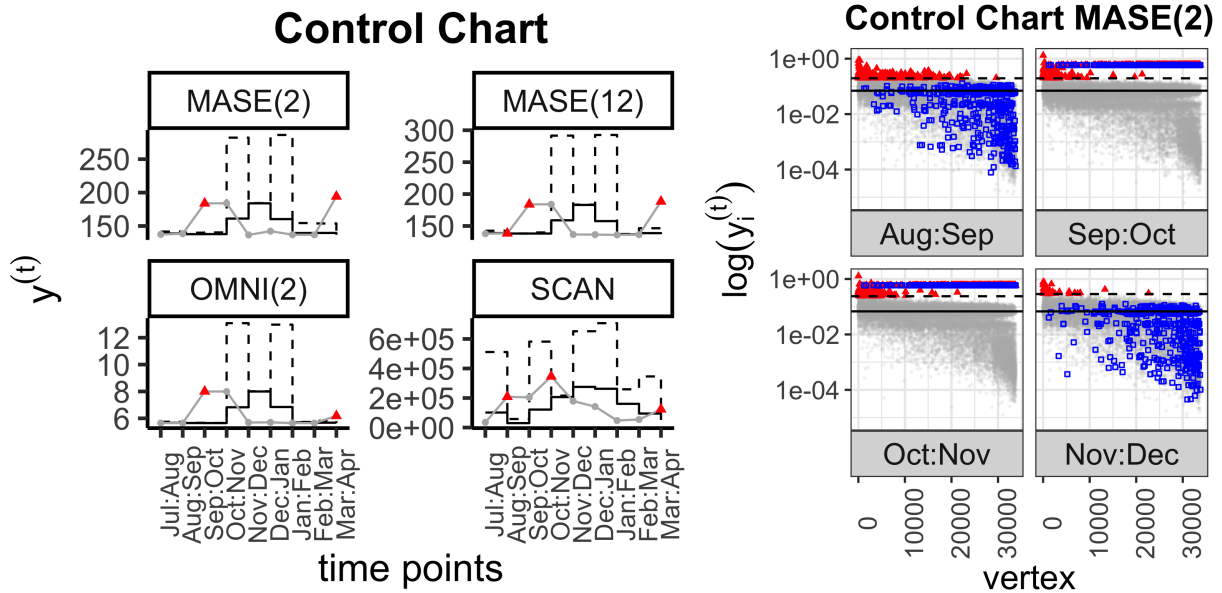 Control Chart
MASE(2)
MASE(12)
250
200
150
300
250
200
150
OMNI(2)
SCAN
12
10
8
6
6e+05
4e+05
2e+05
0e+00
y(t)
Jul:Aug
Aug:Sep
Sep:Oct
Oct:Nov
Nov:Dec
Dec:Jan
Jan:Feb
Feb:Mar
Mar:Apr
Jul:Aug
Aug:Sep
Sep:Oct
Oct:Nov
Nov:Dec
Dec:Jan
Jan:Feb
Feb:Mar
Mar:Apr
time points
Control Chart MASE(2)
1e+00
1e-02
1e-04
Aug:Sep
Sep:Oct
log(yi(t))
1e+00
1e-02
1e-04
Oct:Nov
Nov:Dec
0
10000
20000
30000
0
10000
20000
30000
vertex